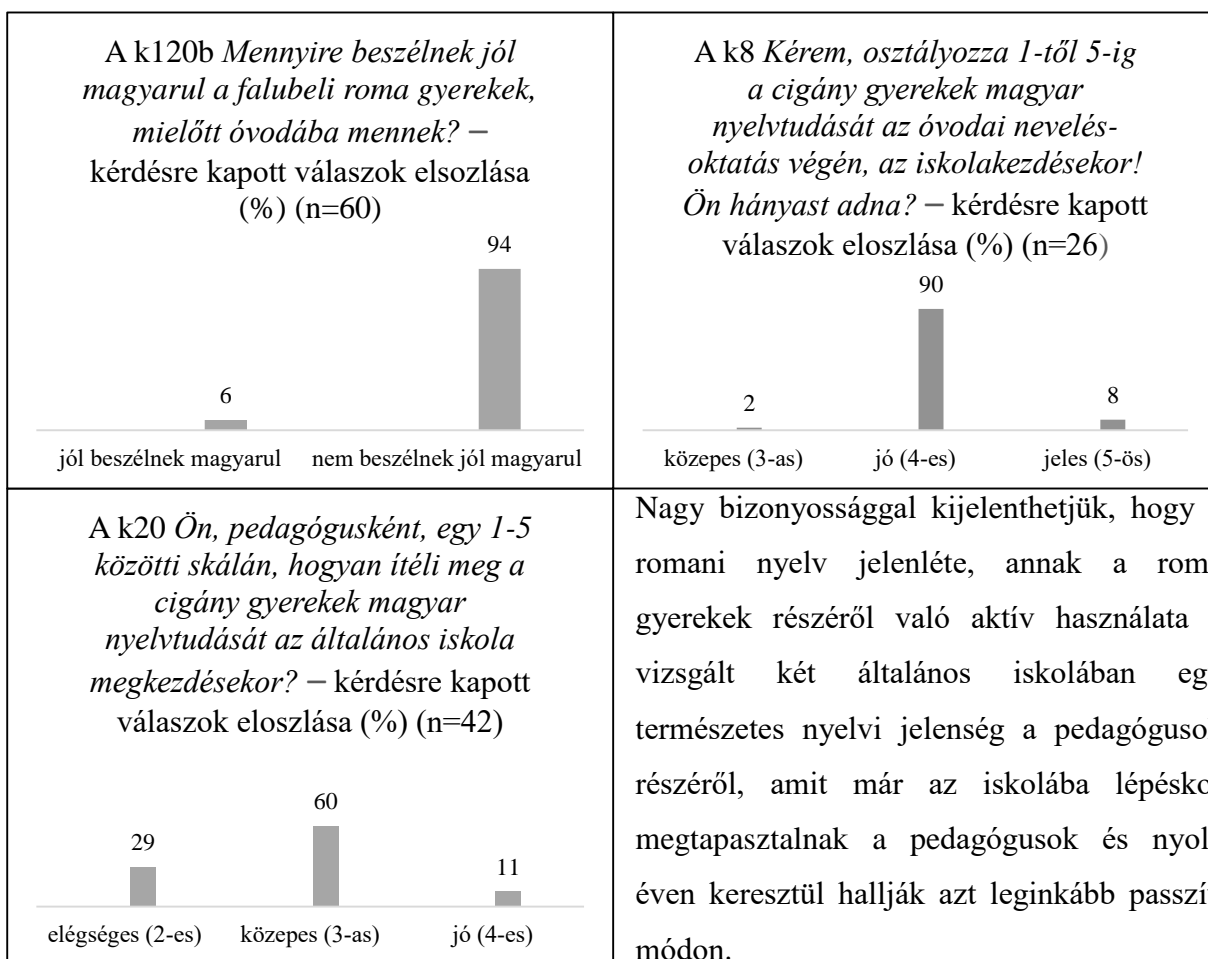 A k120b Mennyire beszélnek jól
magyarul a falubeli roma gyerekek,
mielőtt óvodába mennek? –
kérdésre kapott válaszok elsozlása
(%) (n=60)
94
6
jól beszélnek magyarul nem beszélnek jól magyarul
A k8 Kérem, osztályozza 1-től 5-ig
a cigány gyerekek magyar
nyelvtudását az óvodai nevelés-
oktatás végén, az iskolakezdésekor!
Ön hányast adna? – kérdésre kapott
válaszok eloszlása (%) (n=26)
90
2
8
közepes (3-as) jó (4-es) jeles (5-ös)
A k20 Ön, pedagógusként, egy 1-5
közötti skálán, hogyan ítéli meg a
cigány gyerekek magyar
nyelvtudását az általános iskola
megkezdésekor? – kérdésre kapott
válaszok eloszlása (%) (n=42)
60
29
11
elégséges (2-es) közepes (3-as) jó (4-es)
Nagy bizonyossággal kijelenthetjük, hogy
romani nyelv jelenléte, annak a
gyerekek részéről való aktív használata
vizsgált két általános iskolában
természetes nyelvi jelenség a
részéről, amit már az iskolába
megtapasztalnak a pedagógusok és
éven keresztül hallják azt leginkább
módon.